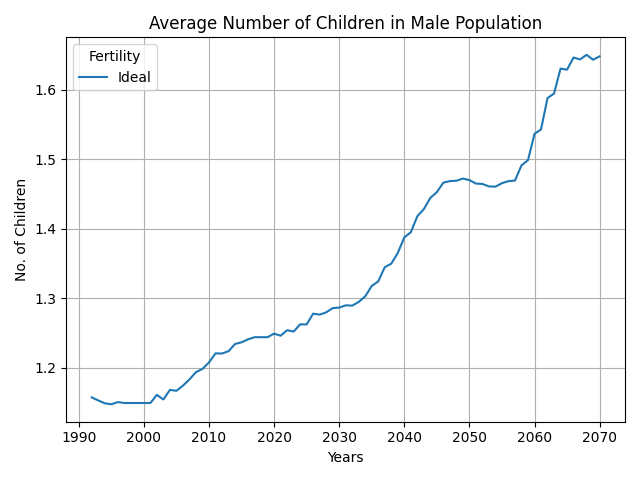 Average Number of Children in Male Population
Fertility
Ideal
No. of Children
1.6
1.5
1.4
1.3
1.2
1990 2000 2010 2020 2030 2040 2050 2060 2070
Years